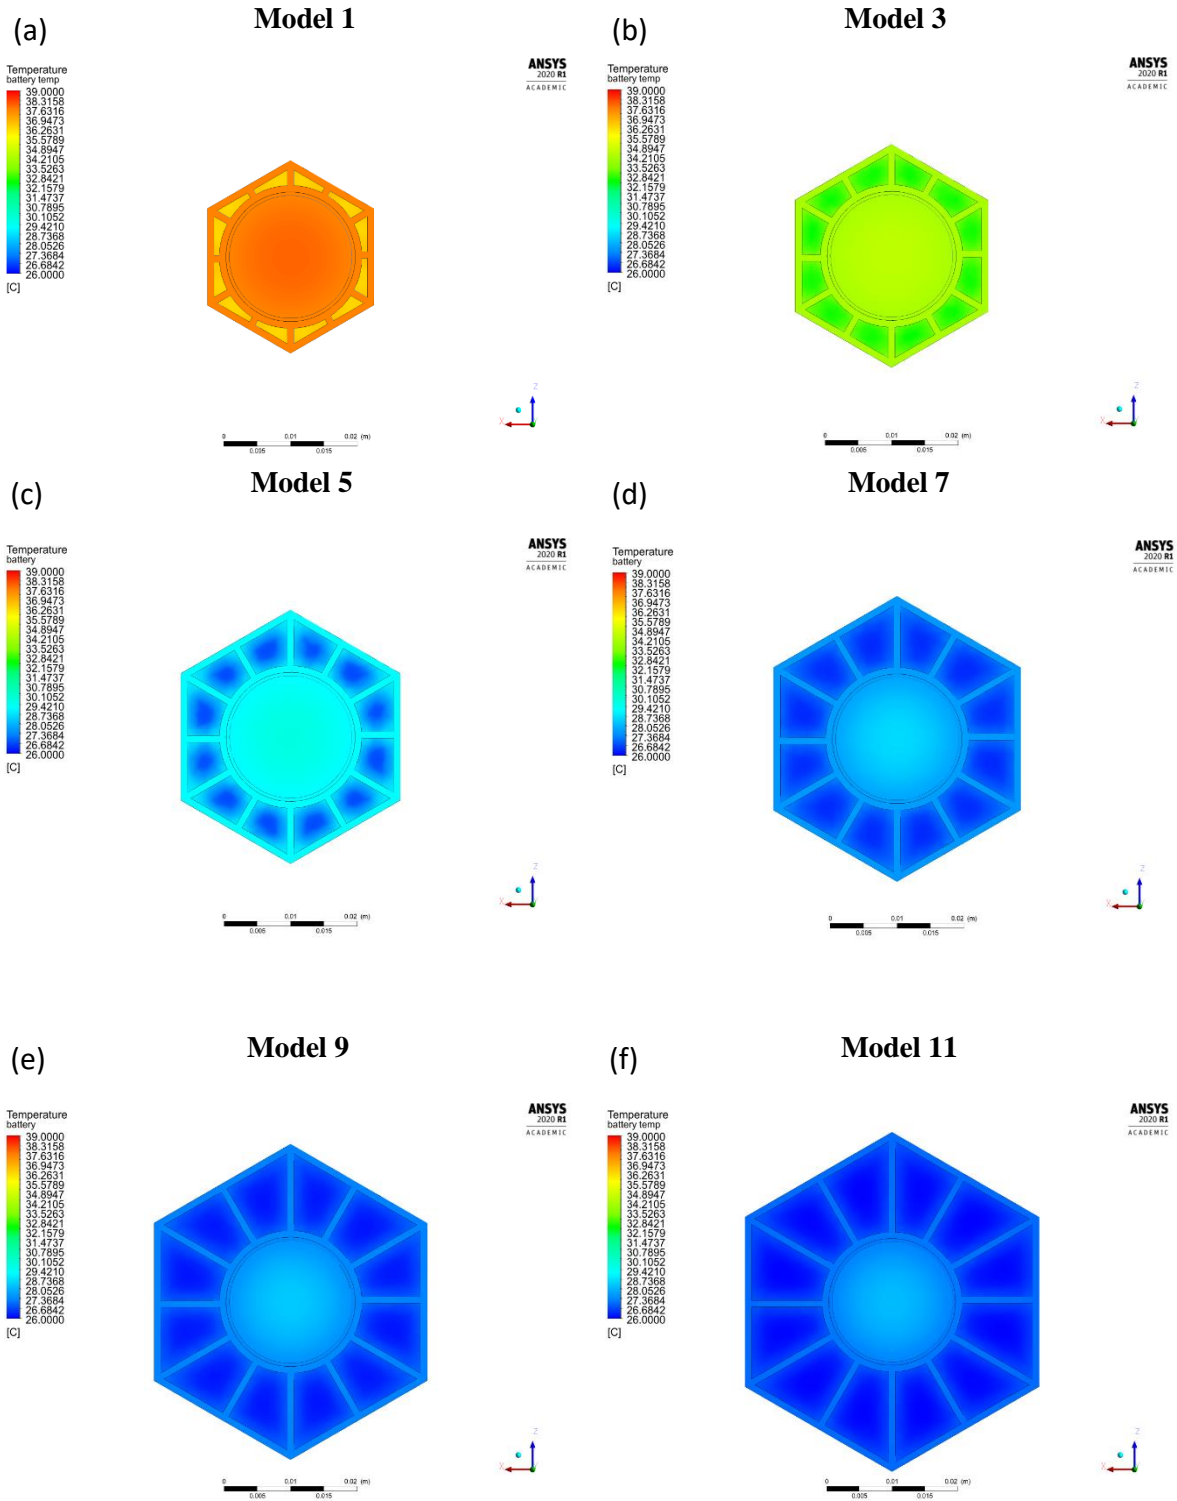 (a)
Model 1
Temperature
battery temp
39.0000
38.3158
37.6316
36.9473
36.2631
35.5789
34.8947
34.2105
33.5263
32.8421
32.1579
31.4737
30.7895
30.1052
29.4210
28.7368
28.0526
27.3684
26.6842
26.0000
[C]
ANSYS
2020 R1
ACADEMIC
Z
X
0 0.01 0.02 (m)
0.005 0.015
(b)
Model 3
Temperature
battery temp
39.0000
38.3158
37.6316
36.9473
36.2631
35.5789
34.8947
34.2105
33.5263
32.8421
32.1579
31.4737
30.7895
30.1052
29.4210
28.7368
28.0526
27.3684
26.6842
26.0000
[C]
ANSYS
2020 R1
ACADEMIC
Z
X
0 0.01 0.02 (m)
0.005 0.015
(c)
Model 5
Temperature
battery
39.0000
38.3158
37.6316
36.9473
36.2631
35.5789
34.8947
34.2105
33.5263
32.8421
32.1579
31.4737
30.7895
30.1052
29.4210
28.7368
28.0526
27.3684
26.6842
26.0000
[C]
ANSYS
2020 R1
ACADEMIC
Z
X
0 0.01 0.02 (m)
0.005 0.015
(d)
Model 7
Temperature
battery
39.0000
38.3158
37.6316
36.9473
36.2631
35.5789
34.8947
34.2105
33.5263
32.8421
32.1579
31.4737
30.7895
30.1052
29.4210
28.7368
28.0526
27.3684
26.6842
26.0000
[C]
ANSYS
2020 R1
ACADEMIC
Z
X
0 0.01 0.02 (m)
0.005 0.015
(e)
Model 9
Temperature
battery
39.0000
38.3158
37.6316
36.9473
36.2631
35.5789
34.8947
34.2105
33.5263
32.8421
32.1579
31.4737
30.7895
30.1052
29.4210
28.7368
28.0526
27.3684
26.6842
26.0000
[C]
ANSYS
2020 R1
ACADEMIC
Z
X
0 0.01 0.02 (m)
0.005 0.015
(f)
Model 11
Temperature
battery temp
39.0000
38.3158
37.6316
36.9473
36.2631
35.5789
34.8947
34.2105
33.5263
32.8421
32.1579
31.4737
30.7895
30.1052
29.4210
28.7368
28.0526
27.3684
26.6842
26.0000
[C]
ANSYS
2020 R1
ACADEMIC
Z
X
0 0.01 0.02 (m)
0.005 0.015